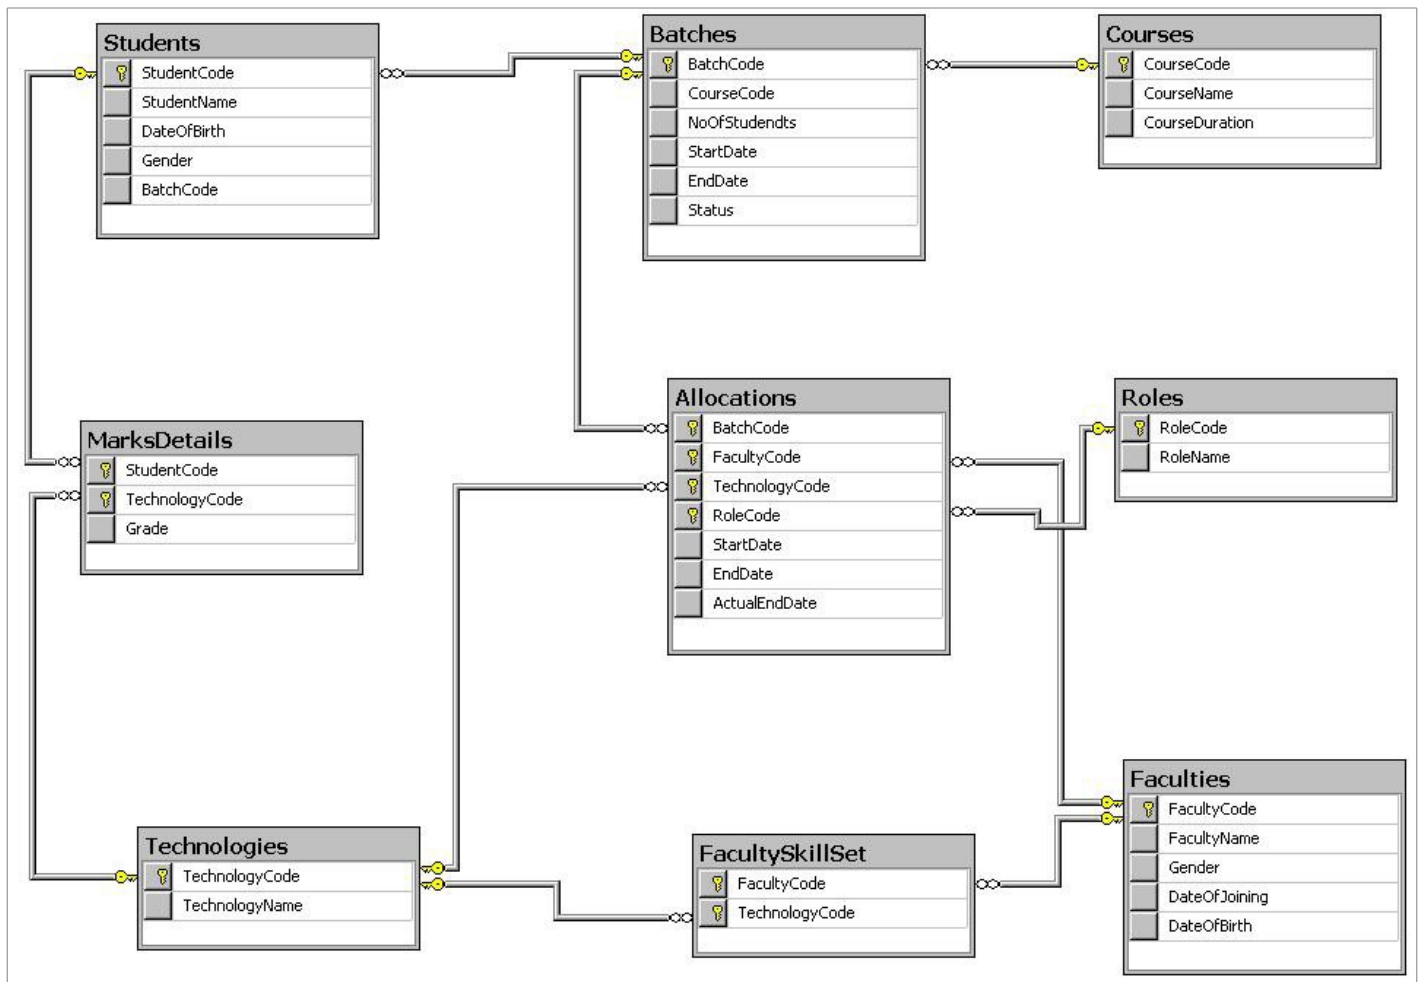 Students
StudentCode
StudentName
DateOfBirth
Gender
BatchCode
Batches
BatchCode
CourseCode
NoOfStudendts
StartDate
EndDate
Status
Courses
CourseCode
CourseName
CourseDuration
MarksDetails
StudentCode
TechnologyCode
Grade
Allocations
BatchCode
FacultyCode
TechnologyCode
RoleCode
StartDate
EndDate
ActualEndDate
Roles
RoleCode
RoleName
Technologies
TechnologyCode
TechnologyName
FacultySkillSet
FacultyCode
TechnologyCode
Faculties
FacultyCode
FacultyName
Gender
DateOfJoining
DateOfBirth